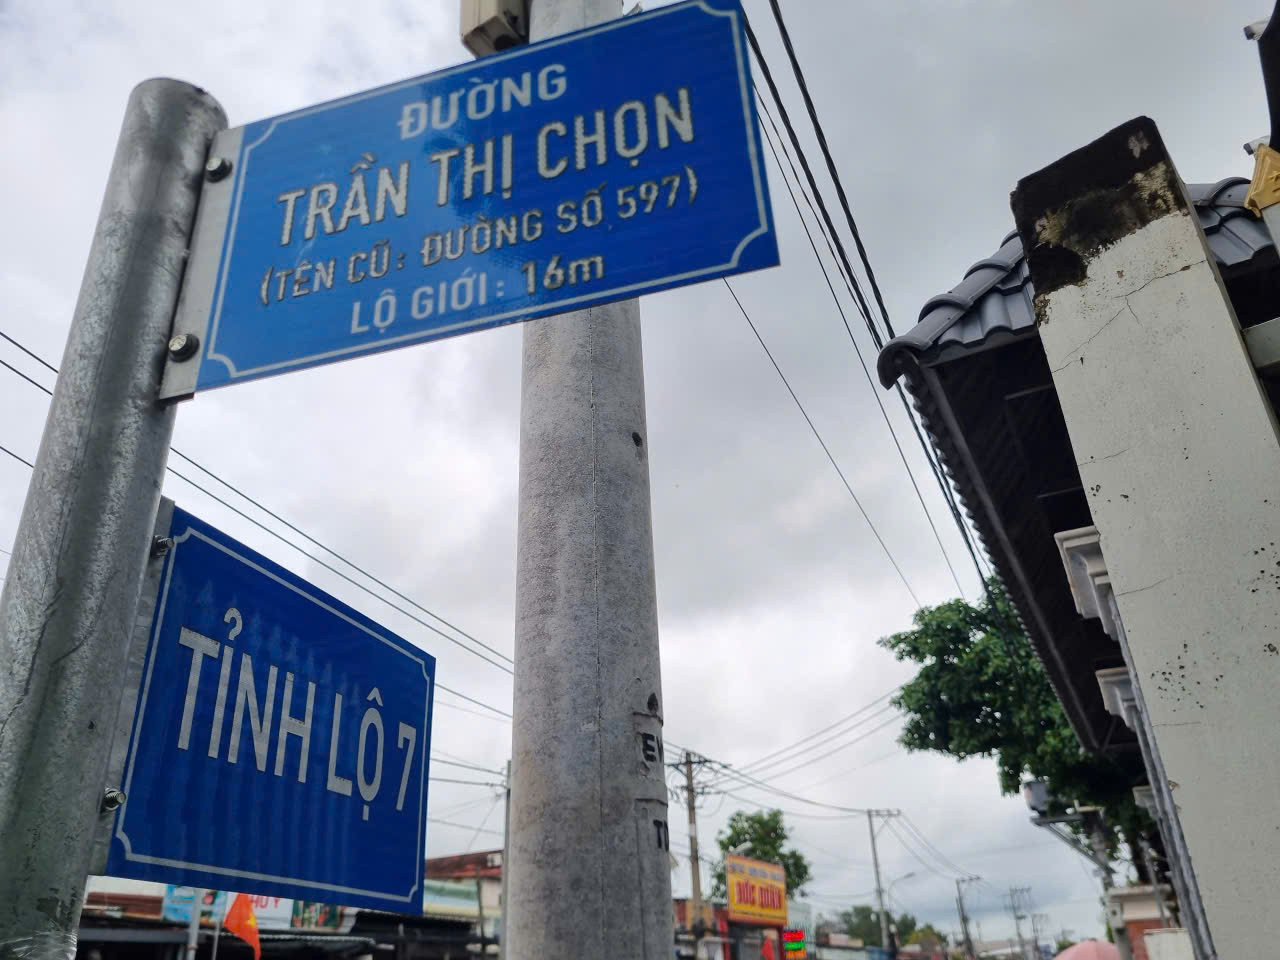 ĐƯỜNG
TRẦN THỊ CHỌN
(TÊN CŨ: ĐƯỜNG SỐ 597)
LỘ GIỚI: 16m
TỈNH LỘ 7